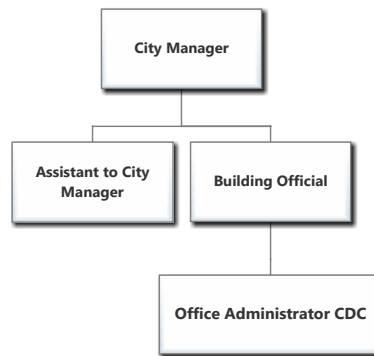 City Manager
Assistant to City
Manager
Building Official
Office Administrator CDC